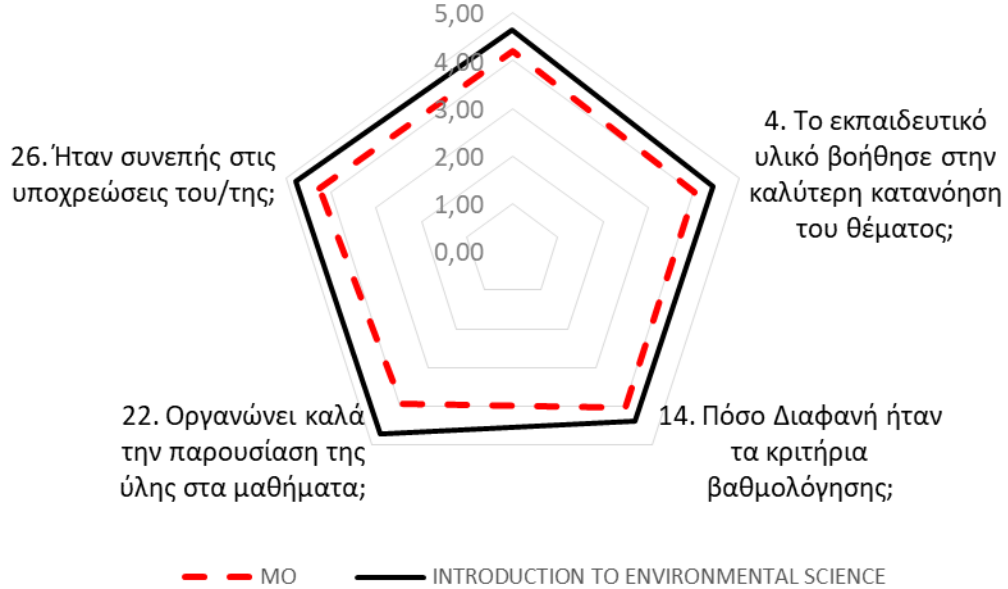 5,00
4,00
3,00
2,00
1,00
0,00
4. Το εκπαιδευτικό
υλικό βοήθησε στην
καλύτερη κατανόηση
του θέματος;
14. Πόσο Διαφανή ήταν
τα κριτήρια
βαθμολόγησης;
22. Οργανώνει καλά
την παρουσίαση της
ύλης στα μαθήματα;
26. Ήταν συνεπής στις
υποχρεώσεις του/της;
ΜΟ
INTRODUCTION TO ENVIRONMENTAL SCIENCE